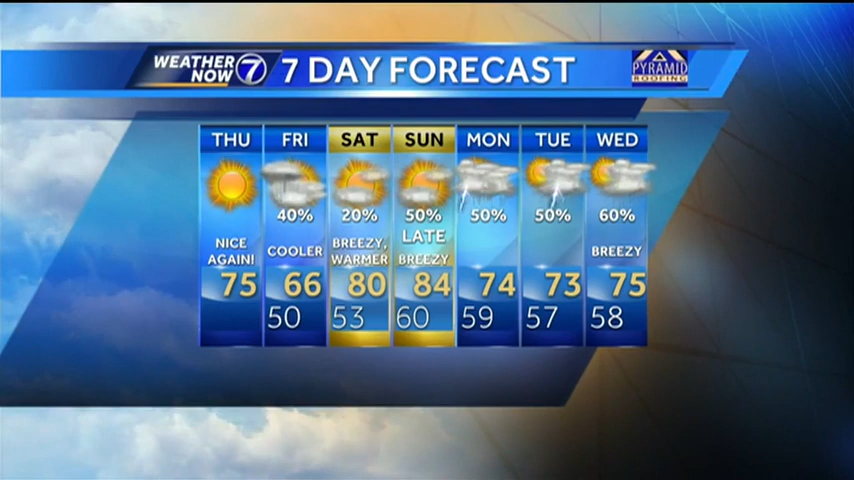 WEATHER
NOW 7
7 DAY FORECAST
PYRAMID
ROOFING
THU FRI SAT SUN MON TUE WED
40% 20% 50% 50% 50% 60%
LATE
NICE
AGAIN!
COOLER
BREEZY,
WARMER
BREEZY
BREEZY
75 66 80 84 74 73 75
50 53 60 59 57 58